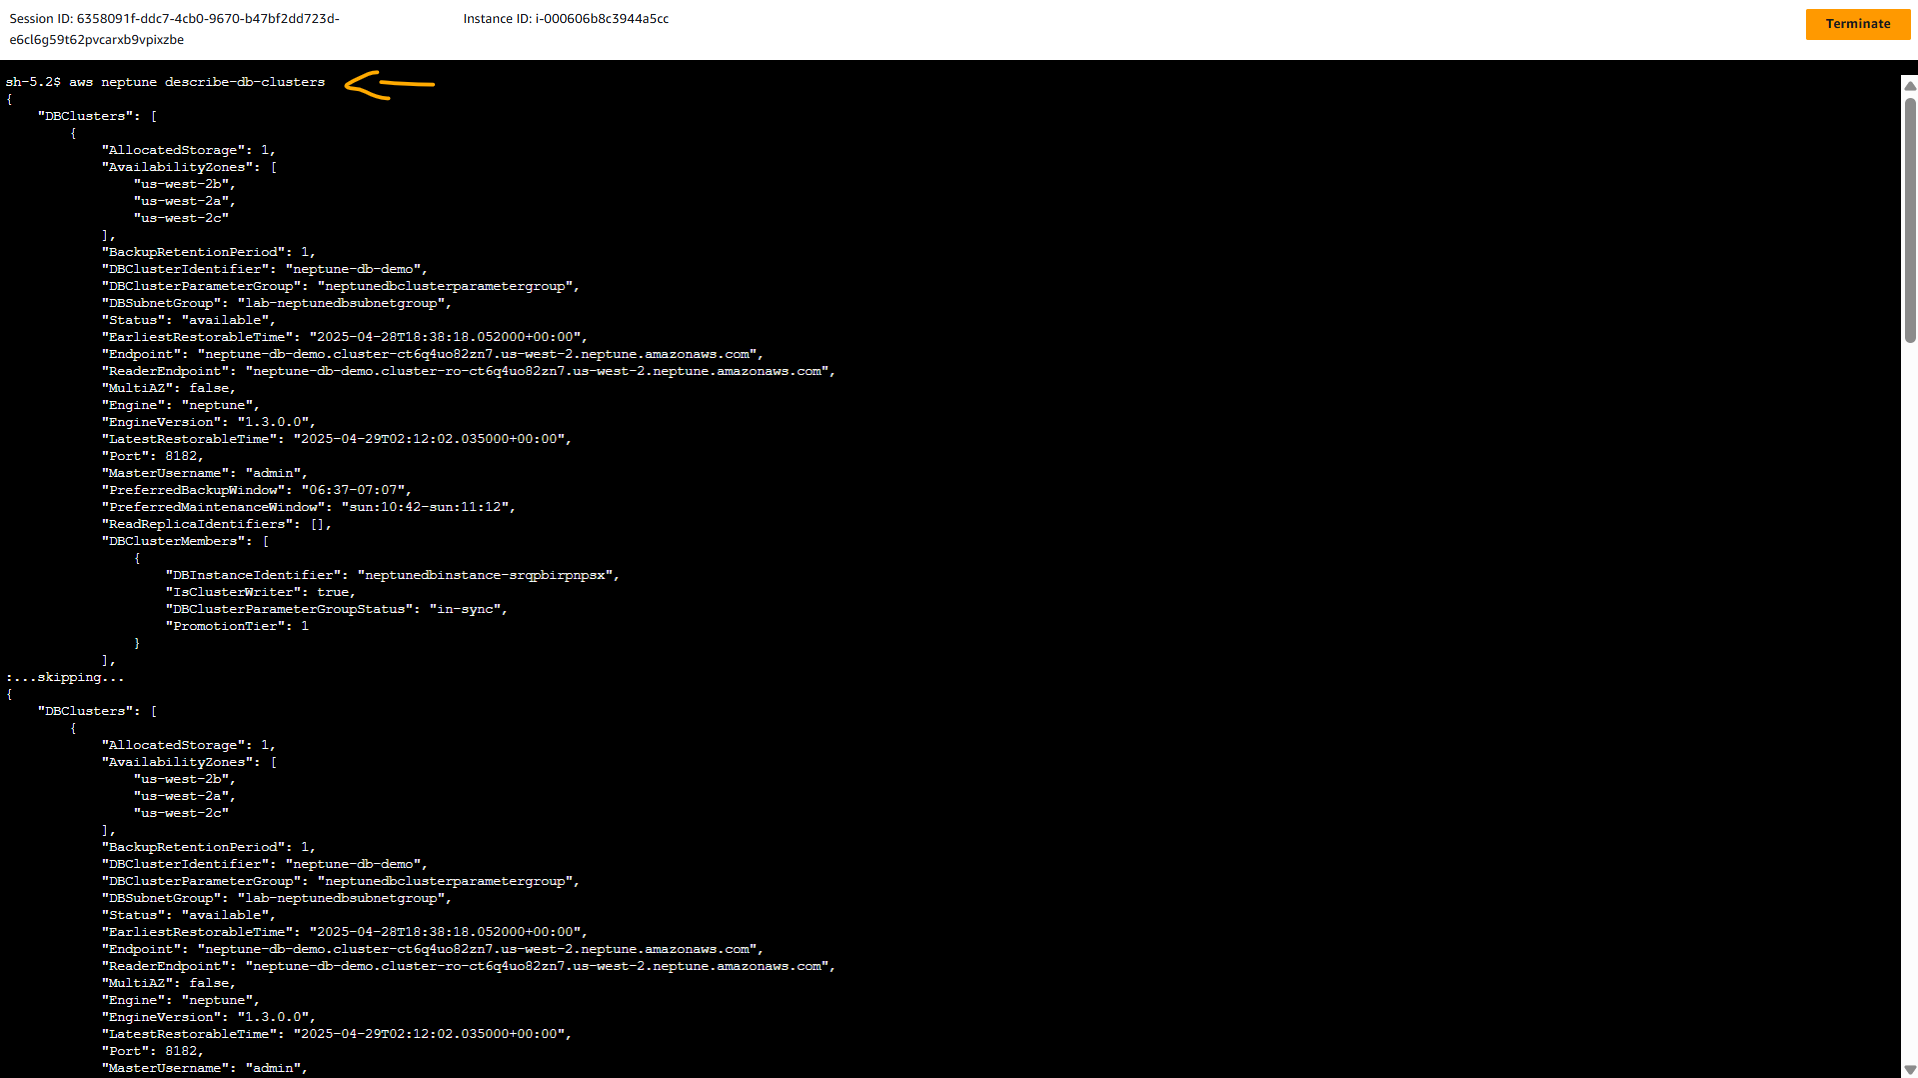 Session ID: 6358091f-ddc7-4cb0-9670-b47bf2dd723d-
e6cl6g59t62pvcarxb9vpixzbe
Instance ID: i-000606b8c3944a5cc
Terminate
sh-5.2$ aws neptune describe-db-clusters
{
    "DBClusters": [
        {
            "AllocatedStorage": 1,
            "AvailabilityZones": [
                "us-west-2b",
                "us-west-2a",
                "us-west-2c"
            ],
            "BackupRetentionPeriod": 1,
            "DBClusterIdentifier": "neptune-db-demo",
            "DBClusterParameterGroup": "neptunedbclusterparametergroup",
            "DBSubnetGroup": "lab-neptunedbsubnetgroup",
            "Status": "available",
            "EarliestRestorableTime": "2025-04-28T18:38:18.052000+00:00",
            "Endpoint": "neptune-db-demo.cluster-ct6q4uo82zn7.us-west-2.neptune.amazonaws.com",
            "ReaderEndpoint": "neptune-db-demo.cluster-ro-ct6q4uo82zn7.us-west-2.neptune.amazonaws.com",
            "MultiAZ": false,
            "Engine": "neptune",
            "EngineVersion": "1.3.0.0",
            "LatestRestorableTime": "2025-04-29T02:12:02.035000+00:00",
            "Port": 8182,
            "MasterUsername": "admin",
            "PreferredBackupWindow": "06:37-07:07",
            "PreferredMaintenanceWindow": "sun:10:42-sun:11:12",
            "ReadReplicaIdentifiers": [],
            "DBClusterMembers": [
                {
                    "DBInstanceIdentifier": "neptunedbinstance-srqpbirpnpsx",
                    "IsClusterWriter": true,
                    "DBClusterParameterGroupStatus": "in-sync",
                    "PromotionTier": 1
                }
            ],
:...skipping...
{
    "DBClusters": [
        {
            "AllocatedStorage": 1,
            "AvailabilityZones": [
                "us-west-2b",
                "us-west-2a",
                "us-west-2c"
            ],
            "BackupRetentionPeriod": 1,
            "DBClusterIdentifier": "neptune-db-demo",
            "DBClusterParameterGroup": "neptunedbclusterparametergroup",
            "DBSubnetGroup": "lab-neptunedbsubnetgroup",
            "Status": "available",
            "EarliestRestorableTime": "2025-04-28T18:38:18.052000+00:00",
            "Endpoint": "neptune-db-demo.cluster-ct6q4uo82zn7.us-west-2.neptune.amazonaws.com",
            "ReaderEndpoint": "neptune-db-demo.cluster-ro-ct6q4uo82zn7.us-west-2.neptune.amazonaws.com",
            "MultiAZ": false,
            "Engine": "neptune",
            "EngineVersion": "1.3.0.0",
            "LatestRestorableTime": "2025-04-29T02:12:02.035000+00:00",
            "Port": 8182,
            "MasterUsername": "admin",